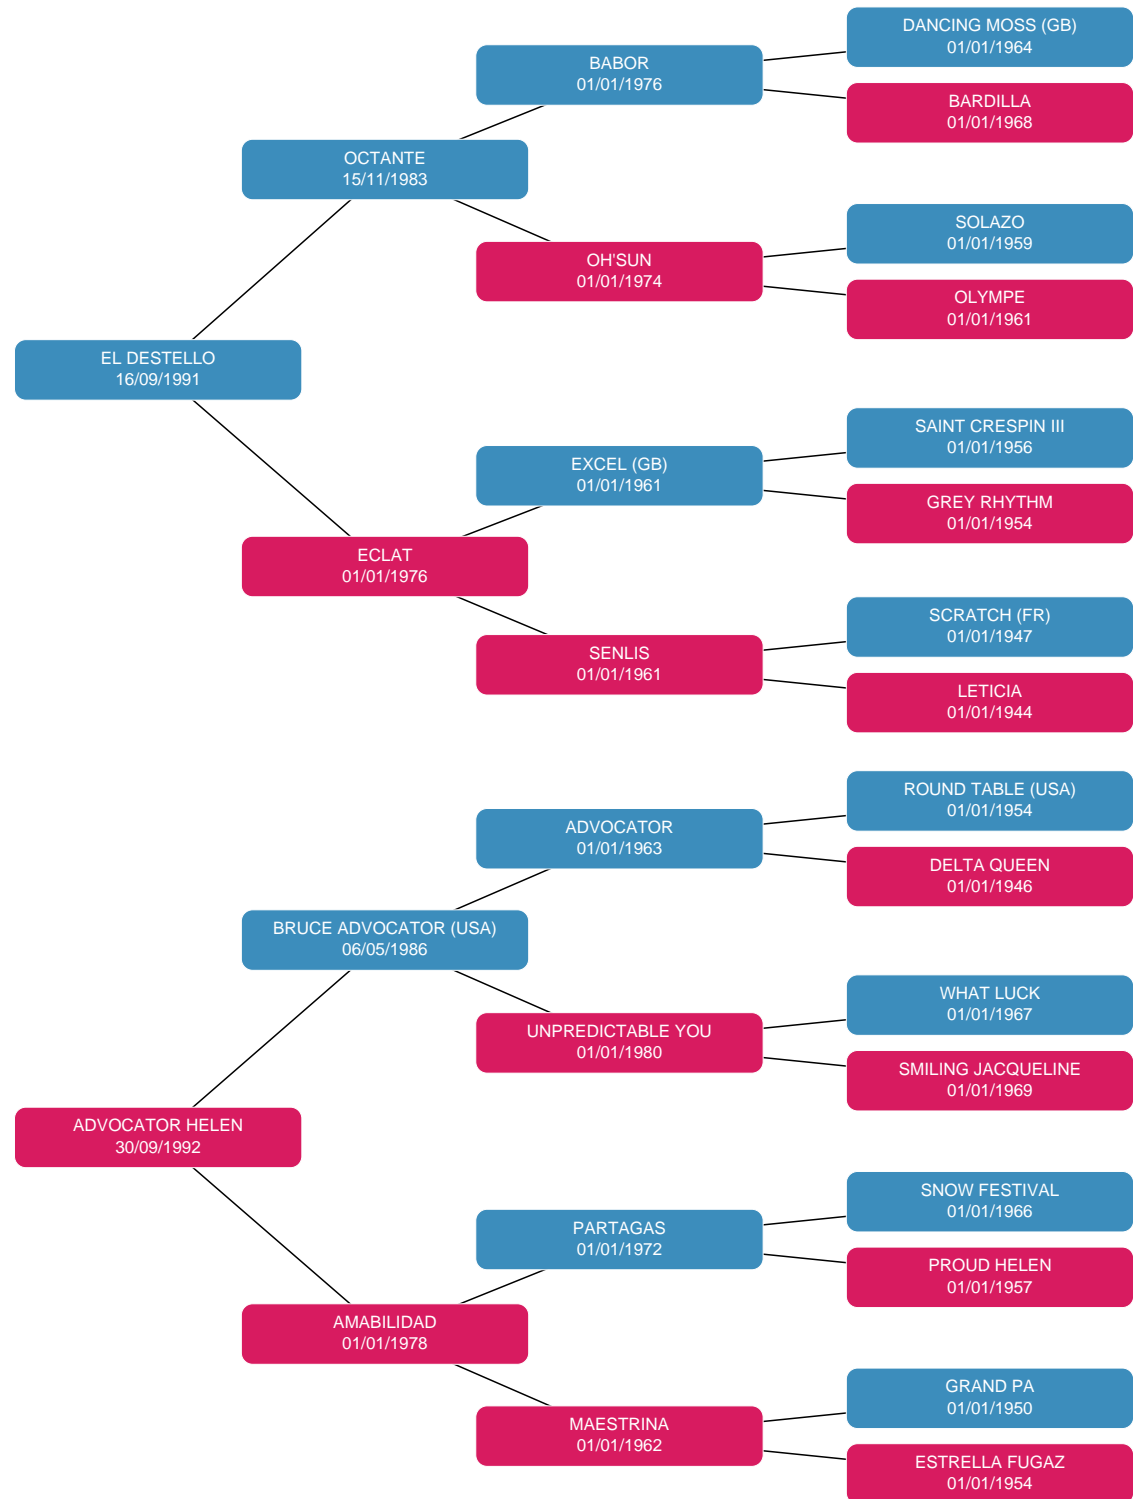 DANCING MOSS (GB)
01/01/1964
BABOR
01/01/1976
BARDILLA
01/01/1968
OCTANTE
15/11/1983
SOLAZO
01/01/1959
OH'SUN
01/01/1974
OLYMPE
01/01/1961
EL DESTELLO
16/09/1991
SAINT CRESPIN III
01/01/1956
EXCEL (GB)
01/01/1961
GREY RHYTHM
01/01/1954
ECLAT
01/01/1976
SCRATCH (FR)
01/01/1947
SENLIS
01/01/1961
LETICIA
01/01/1944
ROUND TABLE (USA)
01/01/1954
ADVOCATOR
01/01/1963
DELTA QUEEN
01/01/1946
BRUCE ADVOCATOR (USA)
06/05/1986
WHAT LUCK
01/01/1967
UNPREDICTABLE YOU
01/01/1980
SMILING JACQUELINE
01/01/1969
ADVOCATOR HELEN
30/09/1992
SNOW FESTIVAL
01/01/1966
PARTAGAS
01/01/1972
PROUD HELEN
01/01/1957
AMABILIDAD
01/01/1978
GRAND PA
01/01/1950
MAESTRINA
01/01/1962
ESTRELLA FUGAZ
01/01/1954